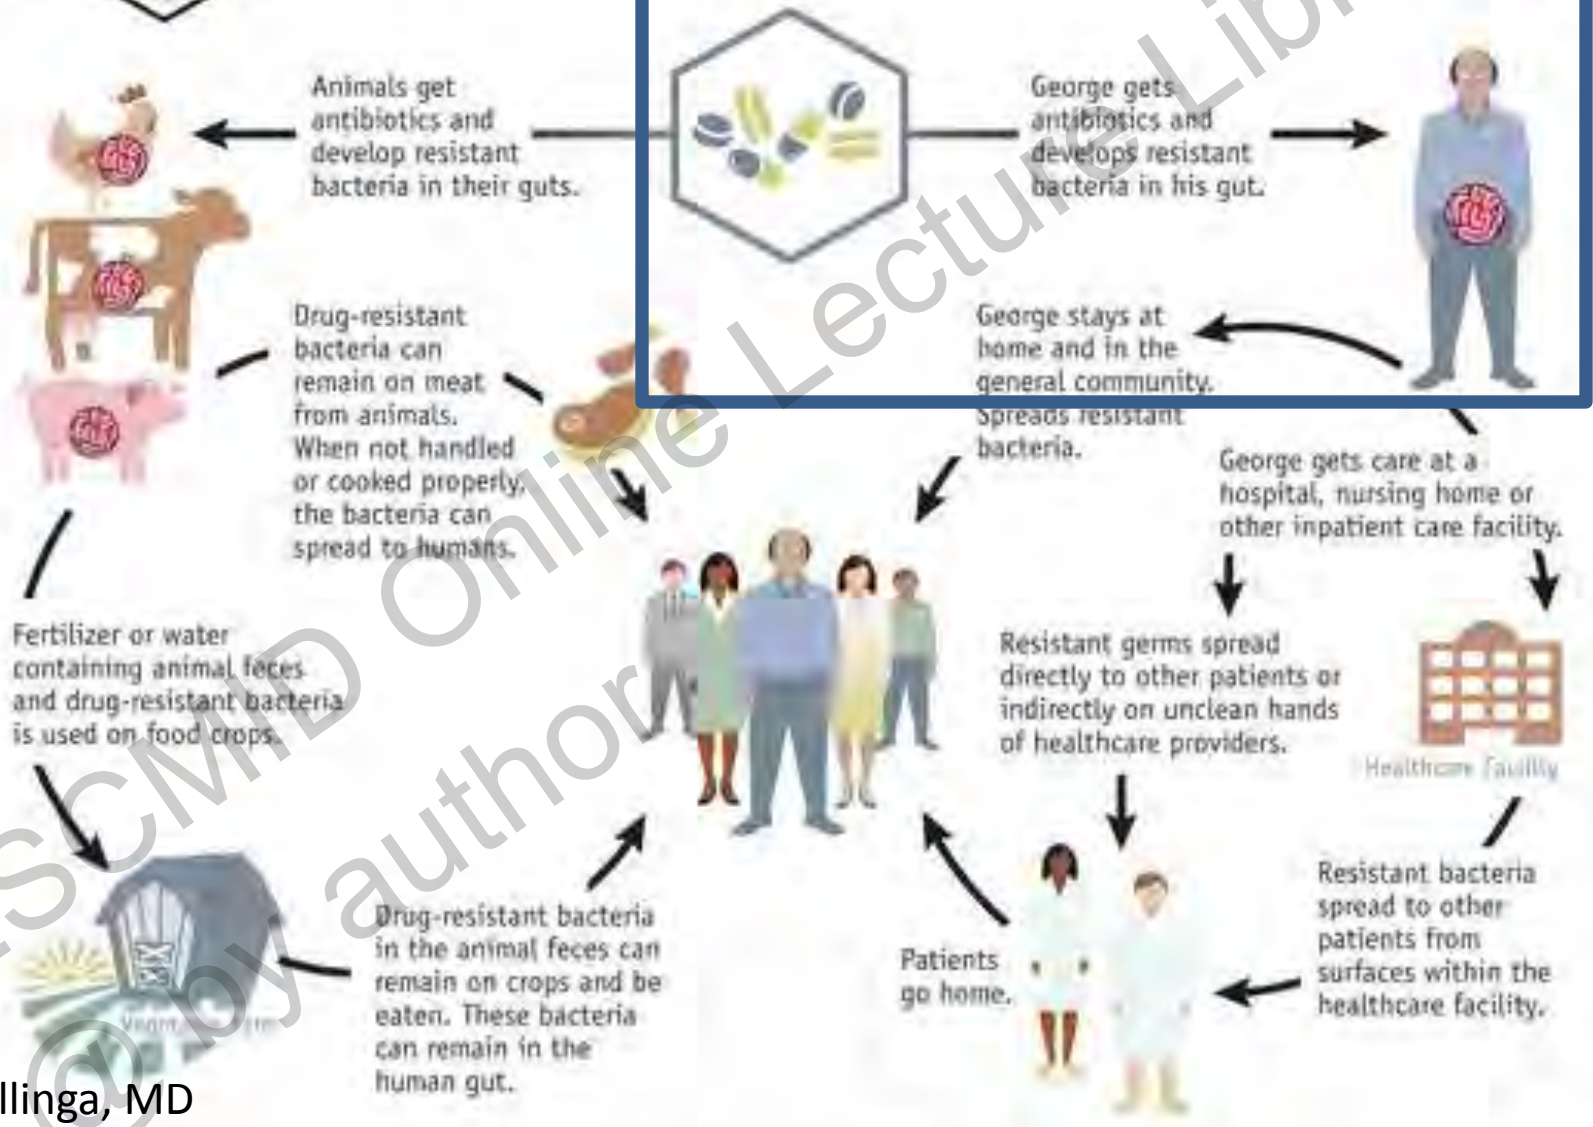 Animals get
antibiotics and
develop resistant
bacteria in their guts.
George gets
antibiotics and
develops resistant
bacteria in his gut.
Drug-resistant
bacteria can
remain on meat
from animals.
When not handled
or cooked properly,
the bacteria can
spread to humans.
George stays at
home and in the
general community.
Spreads resistant
bacteria.
George gets care at a
hospital, nursing home or
other inpatient care facility.
Fertilizer or water
containing animal feces
and drug-resistant bacteria
is used on food crops.
Resistant germs spread
directly to other patients or
indirectly on unclean hands
of healthcare providers.
Healthcare Facility
Drug-resistant bacteria
in the animal feces can
remain on crops and be
eaten. These bacteria
can remain in the
human gut.
Patients
go home.
Resistant bacteria
spread to other
patients from
surfaces within the
healthcare facility.
llinga, MD
SCMID Online Lecture Libr
@ by author